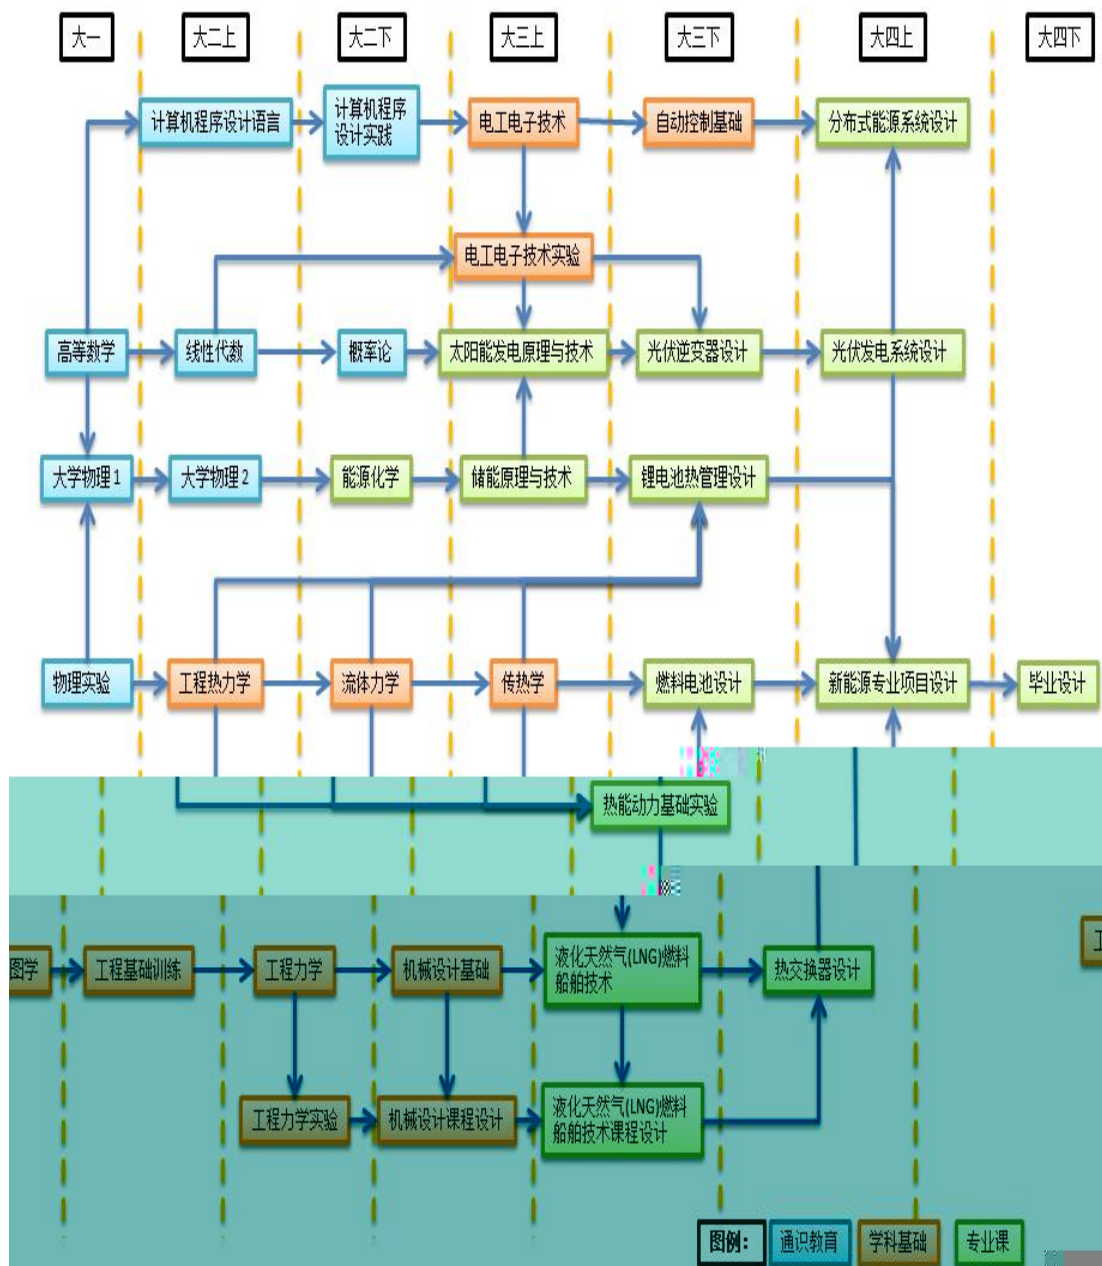 大一 大二上 大二下 大三上 大三下 大四上 大四下
计算机程序设计语言
计算机程序
设计实践
电工电子技术
自动控制基础
分布式能源系统设计
电工电子技术实验
高等数学
线性代数
概率论
太阳能发电原理与技术
光伏逆变器设计
光伏发电系统设计
大学物理1
大学物理2
能源化学
储能原理与技术
锂电池热管理设计
物理实验
工程热力学
流体力学
传热学
燃料电池设计
新能源专业项目设计
毕业设计
热能动力基础实验
图学
工程基础训练
工程力学
机械设计基础
液化天然气(LNG)燃料
船舶技术
热交换器设计
工
工程力学实验
机械设计课程设计
液化天然气(LNG)燃料
船舶技术课程设计
图例： 通识教育 学科基础 专业课